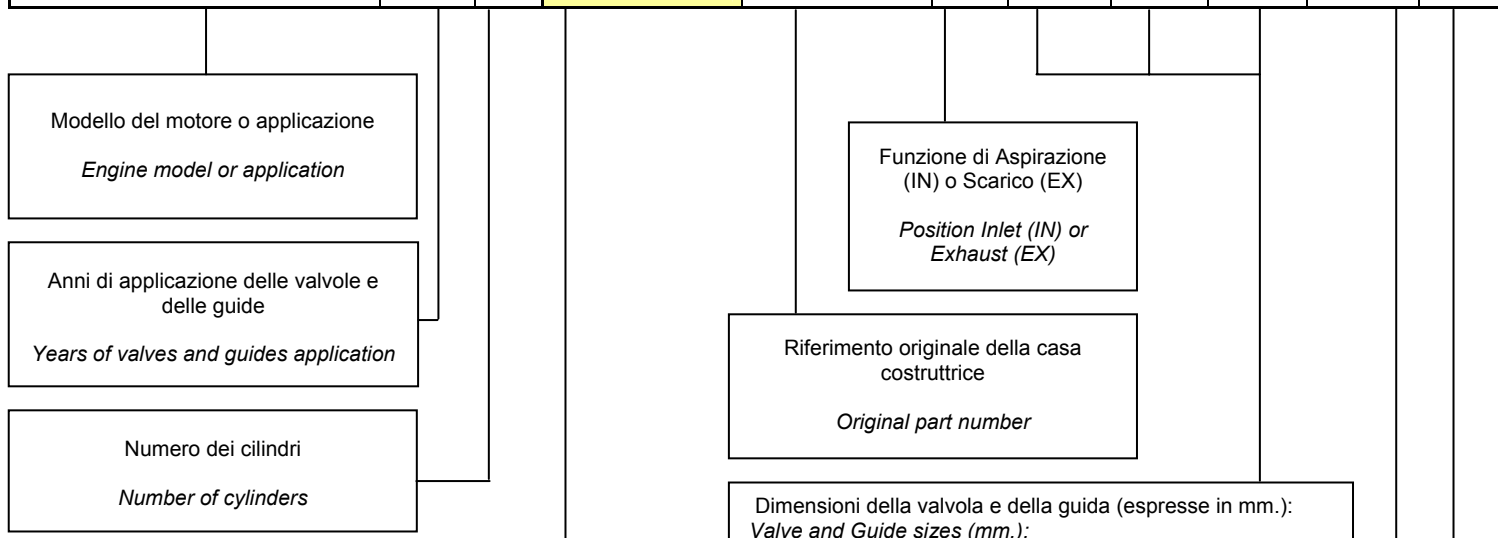 Modello del motore o applicazione
Engine model or application
Anni di applicazione delle valvole e
delle guide
Years of valves and guides application
Numero dei cilindri
Number of cylinders
Funzione di Aspirazione
(IN) o Scarico (EX)
Position Inlet (IN) or
Exhaust (EX)
Riferimento originale della casa
costruttrice
Original part number
Dimensioni della valvola e della guida (espresse in mm.):
Valve and Guide sizes (mm.):